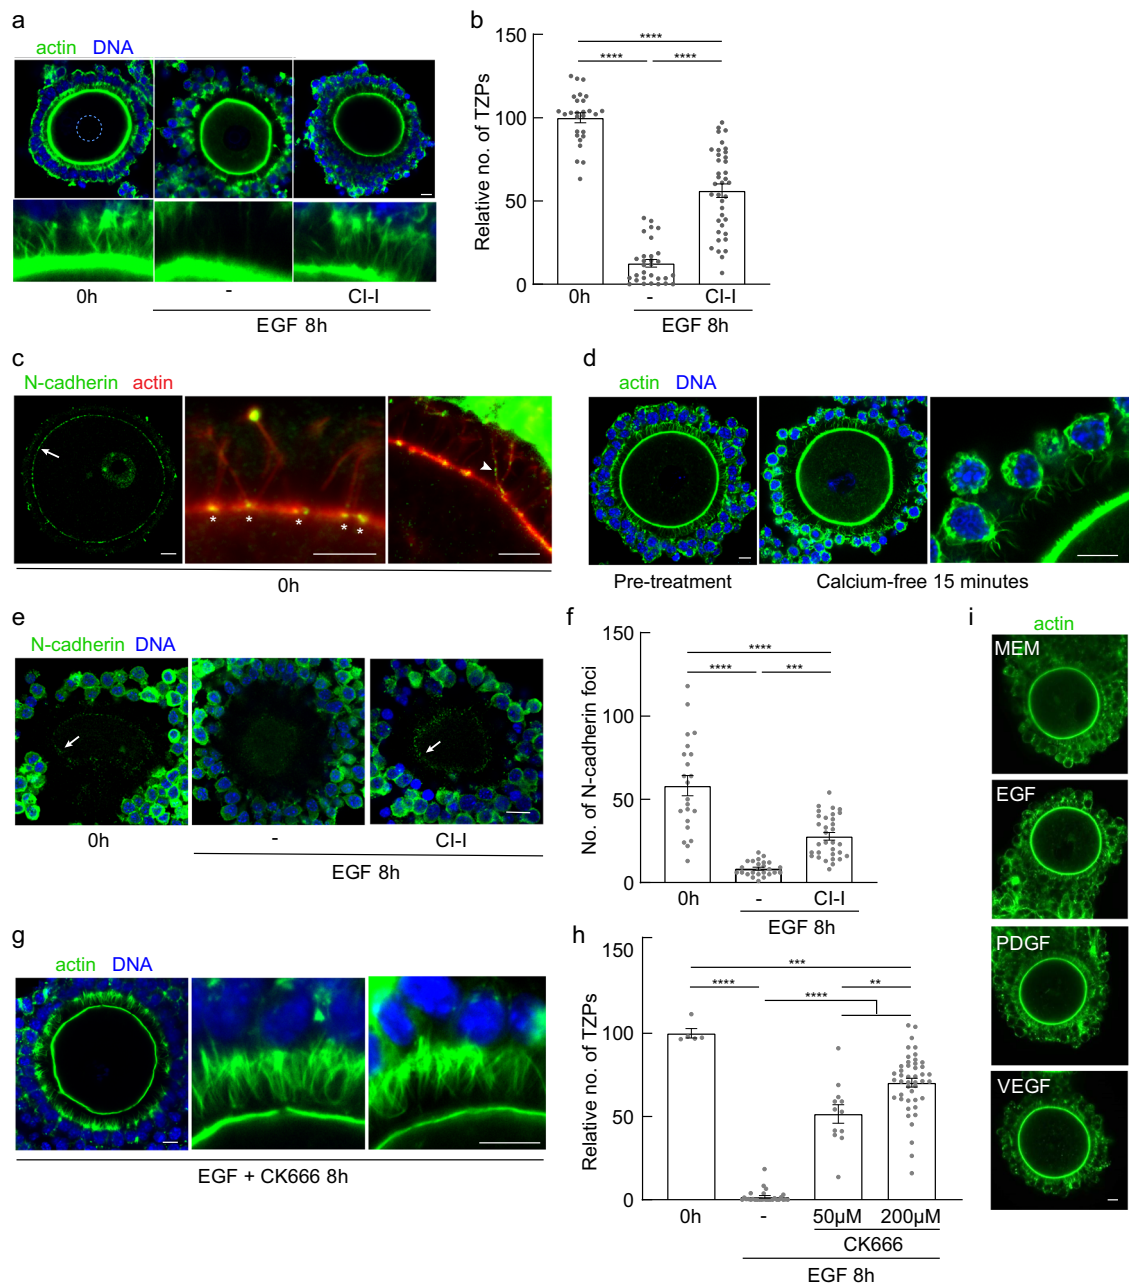 a
actin DNA
0h
-
CI-I
EGF 8h
b
Relative no. of TZPs
150
100
50
0
****
**** ****
0h
-
CI-I
EGF 8h
c
N-cadherin actin
* * * * *
0h
d
actin DNA
Pre-treatment
Calcium-free 15 minutes
e
N-cadherin DNA
0h
-
CI-I
EGF 8h
f
No. of N-cadherin foci
150
100
50
0
****
**** ***
0h
-
CI-I
EGF 8h
g
actin DNA
EGF + CK666 8h
h
Relative no. of TZPs
150
100
50
0
***
**** **
****
0h
-
50µM
200µM
CK666
EGF 8h
i
actin
MEM
EGF
PDGF
VEGF